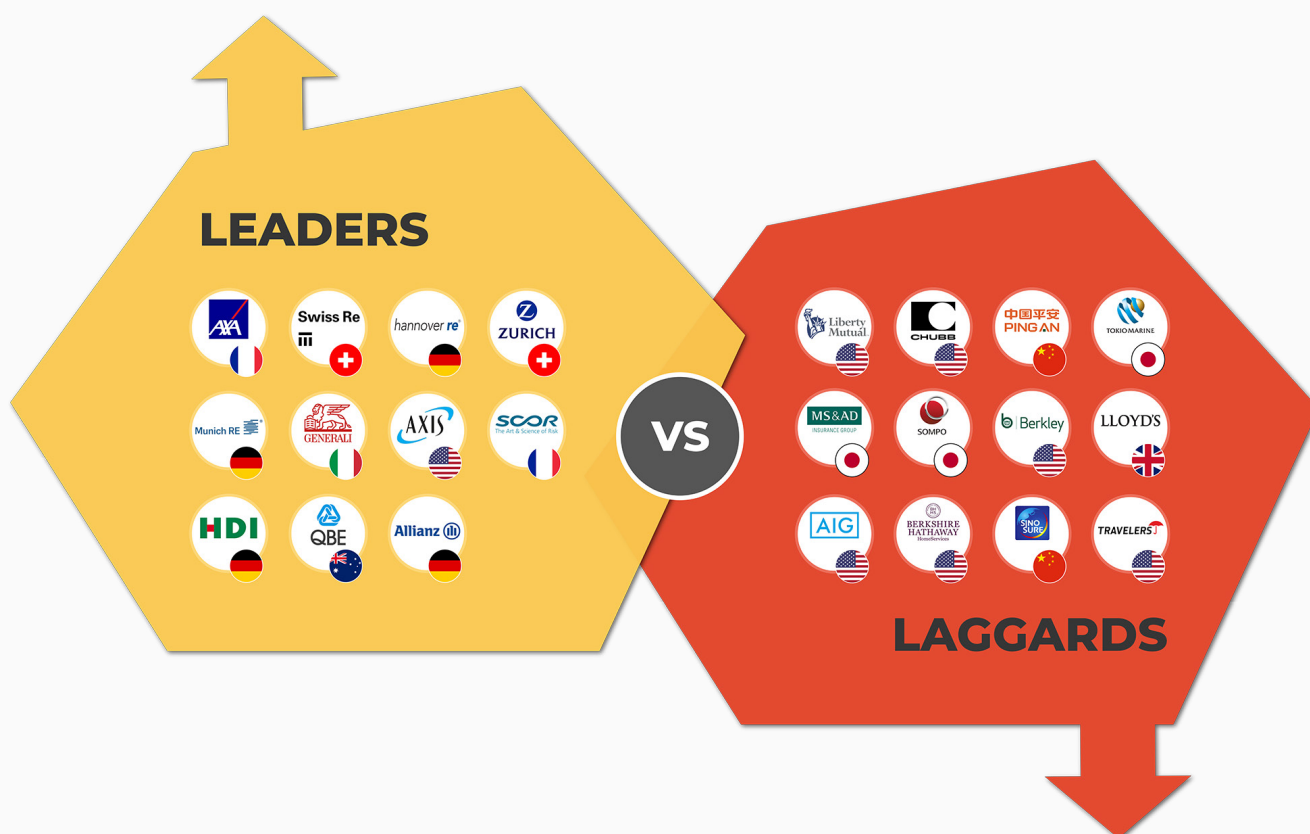 LEADERS
AXA
Swiss Re
hannover re®
Z
ZURICH
Munich RE
GENERALI
AXIS
SCOR
The Art & Science of Risk
HDI
QBE
Allianz
VS
Liberty
Mutual
CHUBB
中国平安
PING AN
TOKIO MARINE
MS&AD
INSURANCE GROUP
SOMPO
b Berkley
LLOYD'S
AIG
BERKSHIRE
HATHAWAY
HomeServices
SINO
SURE
TRAVELERS
LAGGARDS